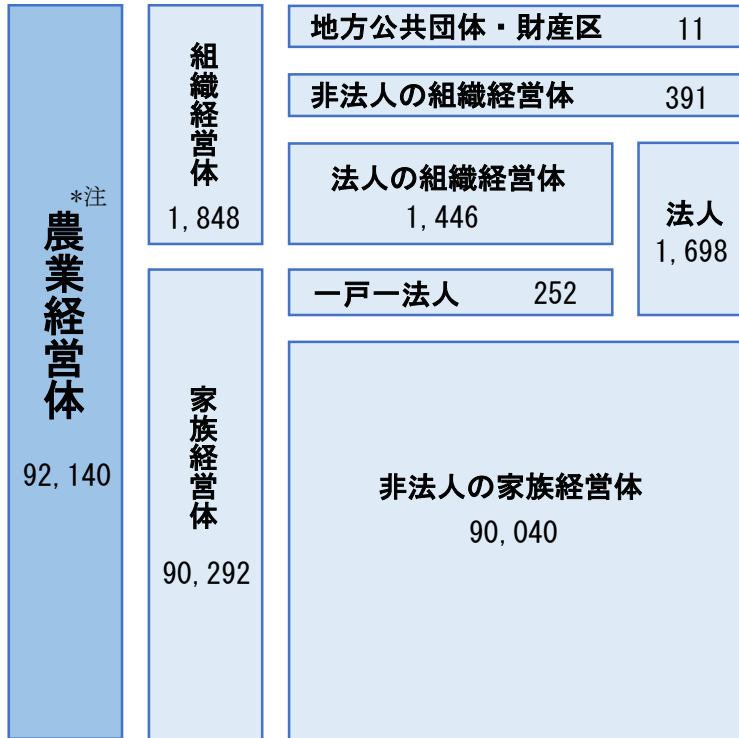 *注
農業経営体
92,140
組織経営体
1,848
家族経営体
90,292
地方公共団体・財産区 11
非法人の組織経営体 391
法人の組織経営体
1,446
法人
1,698
一戸一法人 252
非法人の家族経営体
90,040